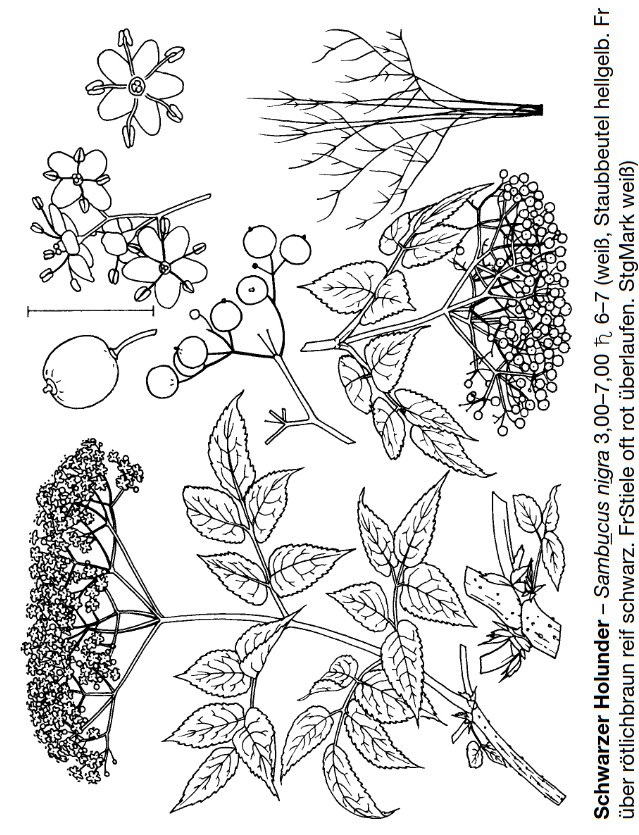 Schwarzer Holunder – Sambucus nigra 3,00–7,00 ♄ 6–7 (weiß, Staubbeutel hellgelb. Fr
über rötlichbraun reif schwarz. FrStiele oft rot überlaufen. StgMark weiß)